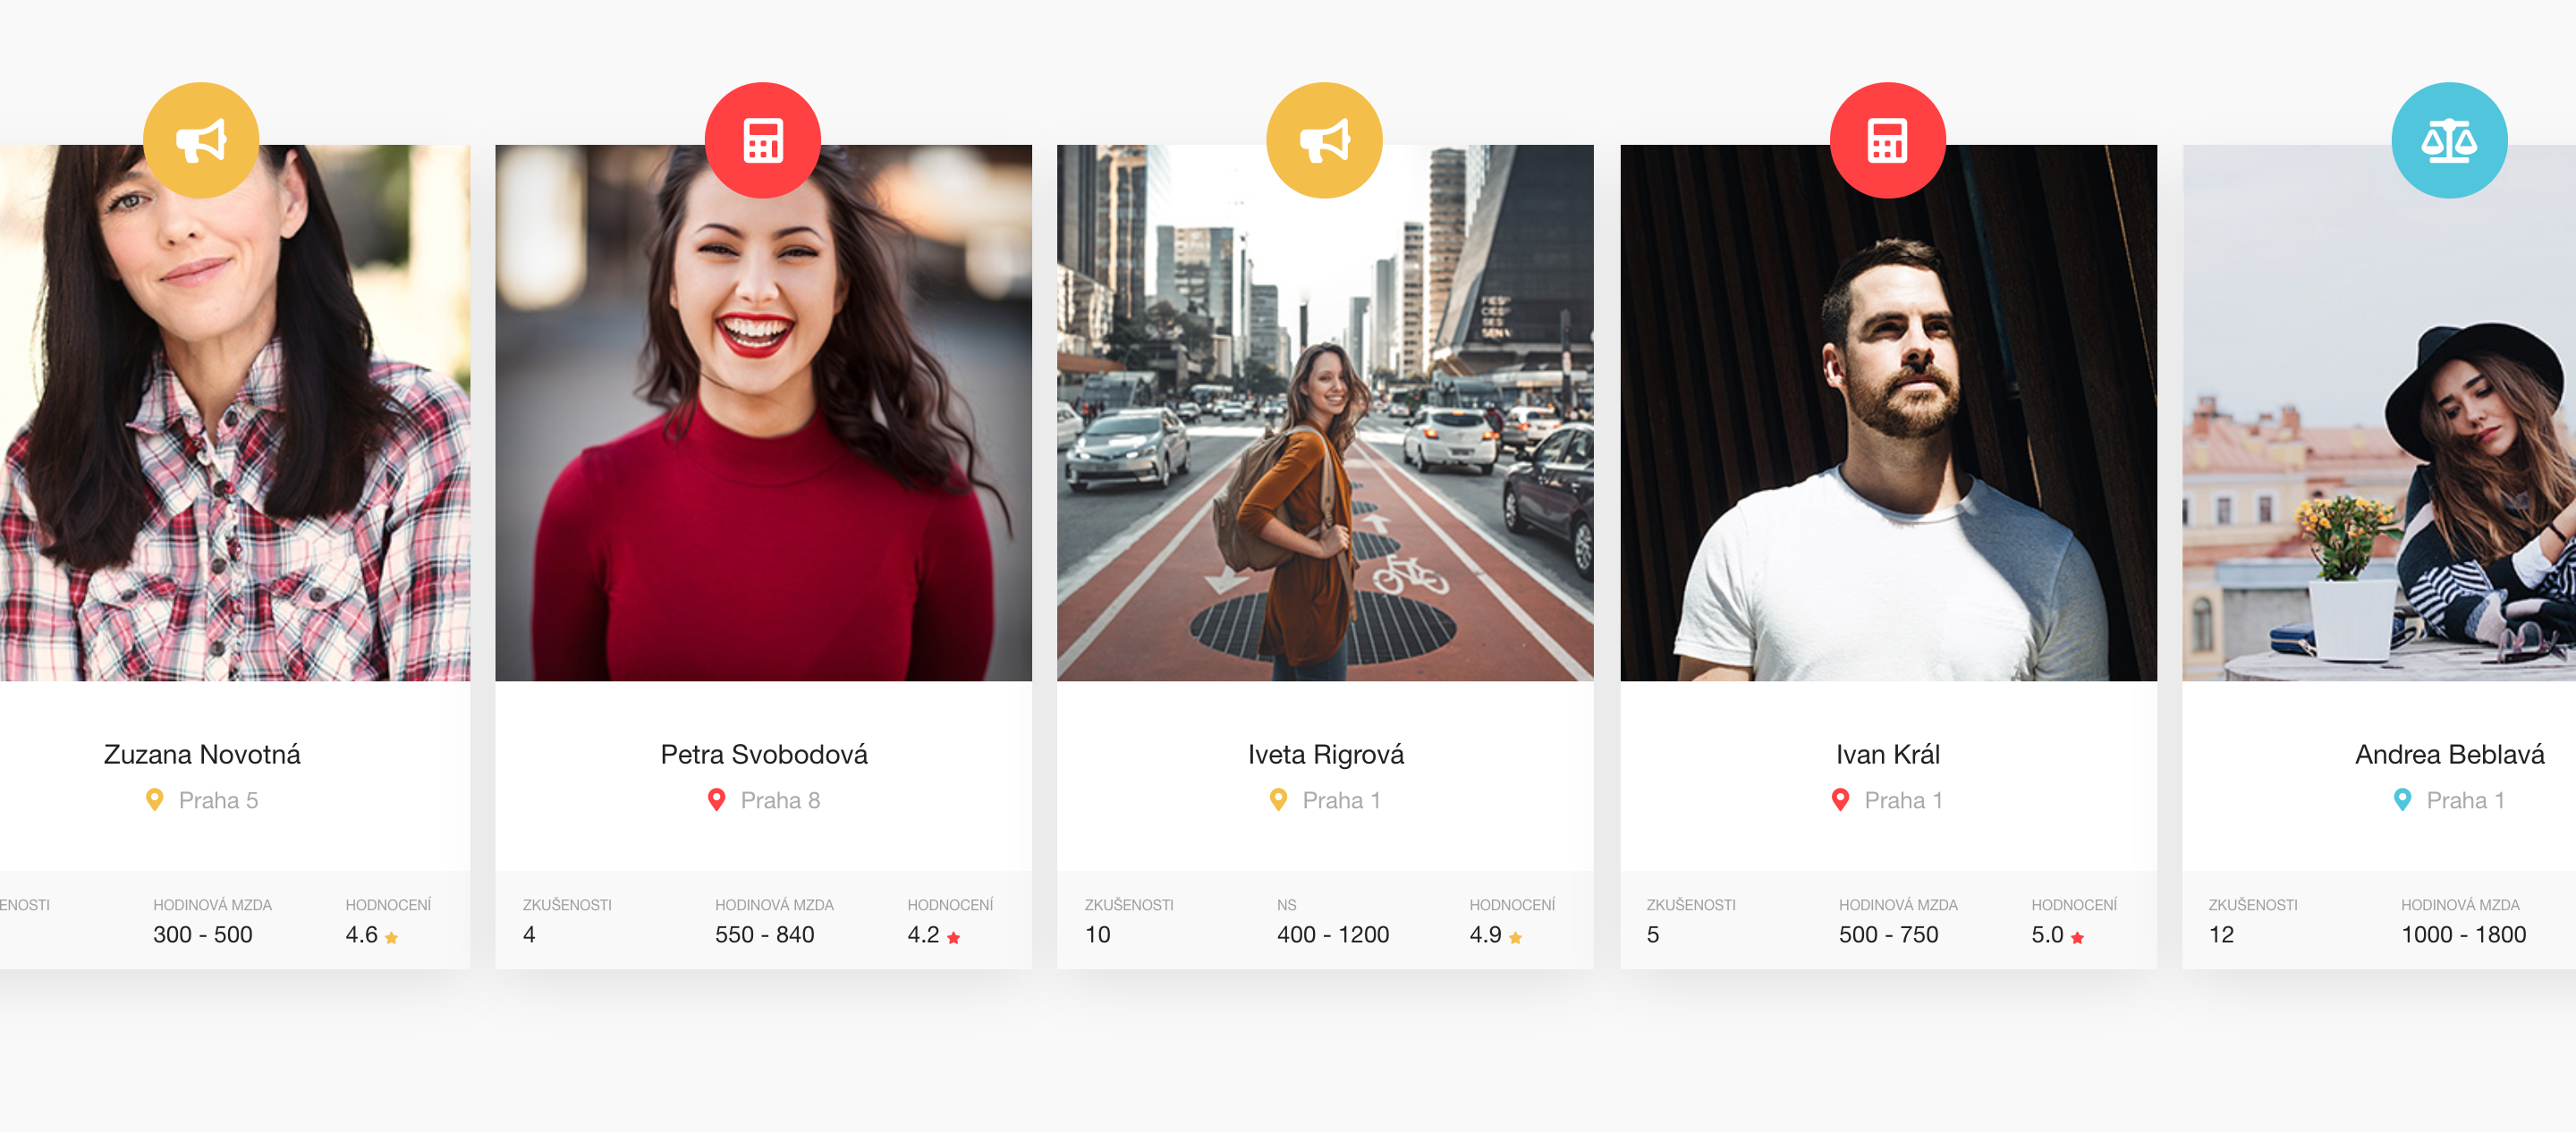 Zuzana Novotná
Praha 5
ENOSTI
HODINOVÁ MZDA
HODNOCENÍ
300 - 500
4.6
Petra Svobodová
Praha 8
ZKUŠENOSTI
HODINOVÁ MZDA
HODNOCENÍ
4
550 - 840
4.2
Iveta Rigrová
Praha 1
ZKUŠENOSTI
NS
HODNOCENÍ
10
400 - 1200
4.9
Ivan Král
Praha 1
ZKUŠENOSTI
HODINOVÁ MZDA
HODNOCENÍ
5
500 - 750
5.0
Andrea Beblavá
Praha 1
ZKUŠENOSTI
HODINOVÁ MZDA
12
1000 - 1800